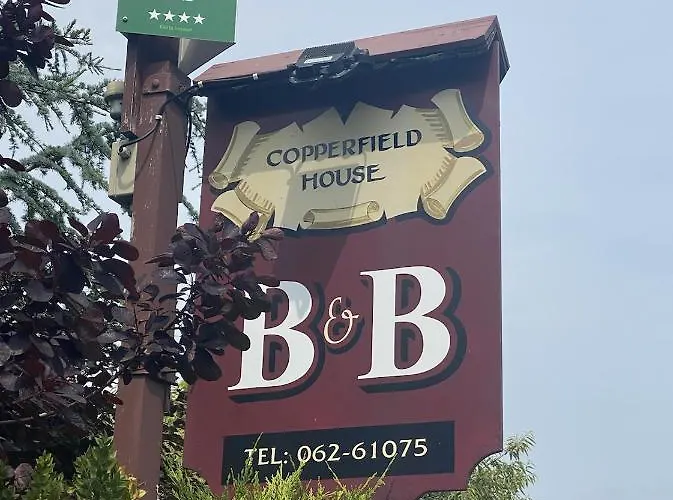 COPPERFIELD
HOUSE
B & B
TEL: 062-61075